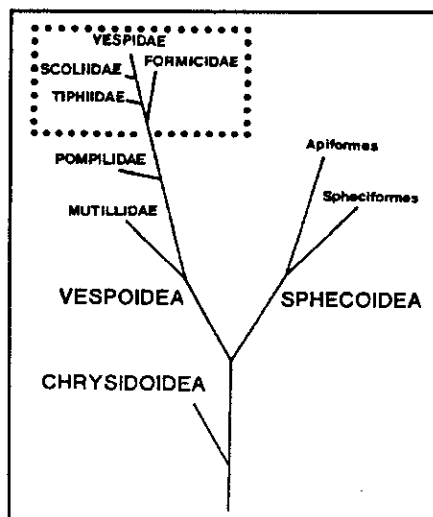 VESPIDAE
SCOLIIDAE FORMICIDAE
TIPHIIDAE
POMPILIDAE Apiformes
MUTILLIDAE Spheciformes
VESPOIDEA SPHECOIDEA
CHRYSIDOIDEA